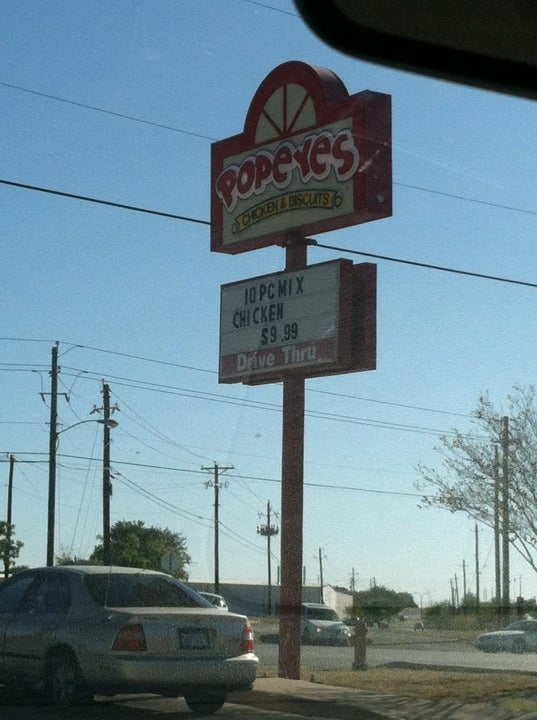 POPEYES
CHICKEN & BISCUITS
10 PC MIX
CHICKEN
$9.99
Drive Thru